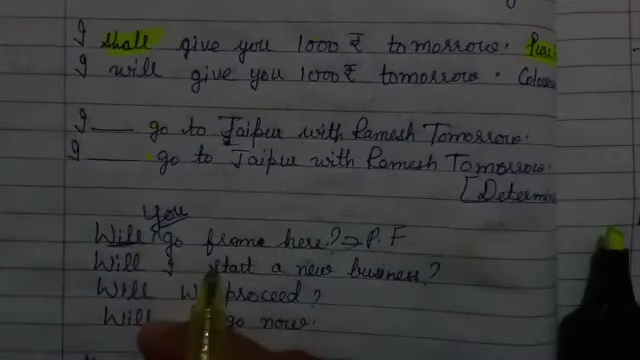 I shall give you 1000 ₹ tomorrow.
I will give you 1000 ₹ tomorrow.
I ___ go to Jaipur with Ramesh Tomorrow.
I ___ go to Jaipur with Ramesh Tomorrow.
[Determin
you
Will ^ go frome here? ⇒ P.F
Will I start a new business?
Will proceed?
Will go now.